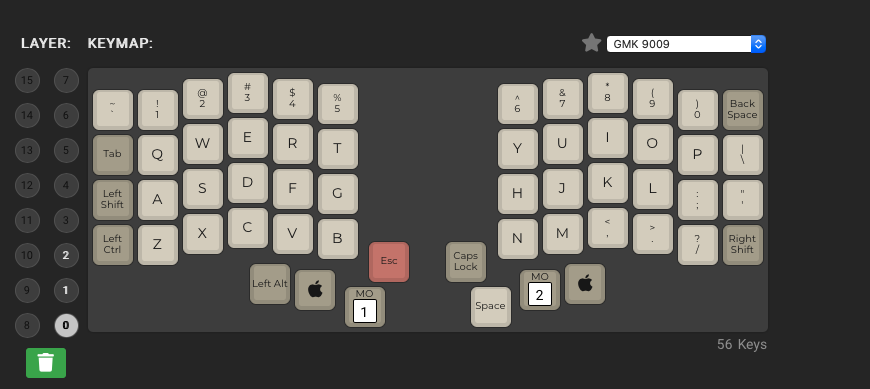 LAYER: KEYMAP: GMK 9009
15 7
14 6
13 5
12 4
11 3
10 2
9 1
8 0
~ ! @ # $ % ^ & * ( ) Back
` 1 2 3 4 5 6 7 8 9 0 Space
Tab Q W E R T Y U I O P |
\
Left A S D F G H J K L : "
Shift ; '
Left Z X C V B N M < > ? Right
Ctrl , . / Shift
Esc Caps
Lock
Left Alt MO Space MO
1 2
56 Keys